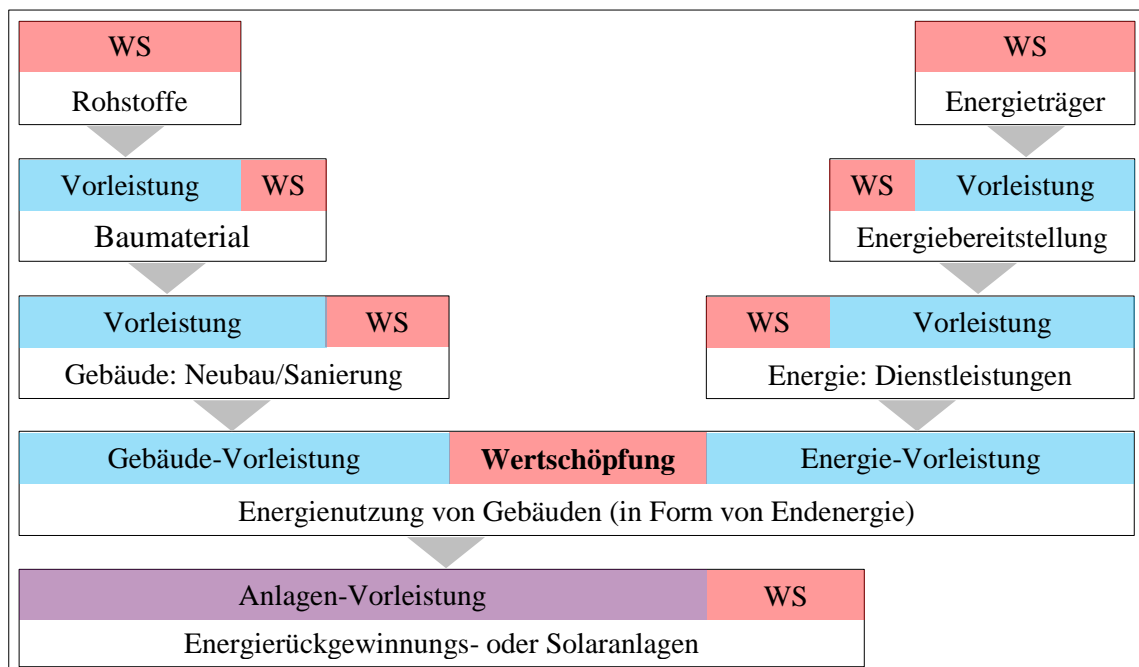 WS
Rohstoffe
WS
Energieträger
Vorleistung WS
Baumaterial
WS Vorleistung
Energiebereitstellung
Vorleistung WS
Gebäude: Neubau/Sanierung
WS Vorleistung
Energie: Dienstleistungen
Gebäude-Vorleistung Wertschöpfung Energie-Vorleistung
Energienutzung von Gebäuden (in Form von Endenergie)
Anlagen-Vorleistung WS
Energierückgewinnungs- oder Solaranlagen